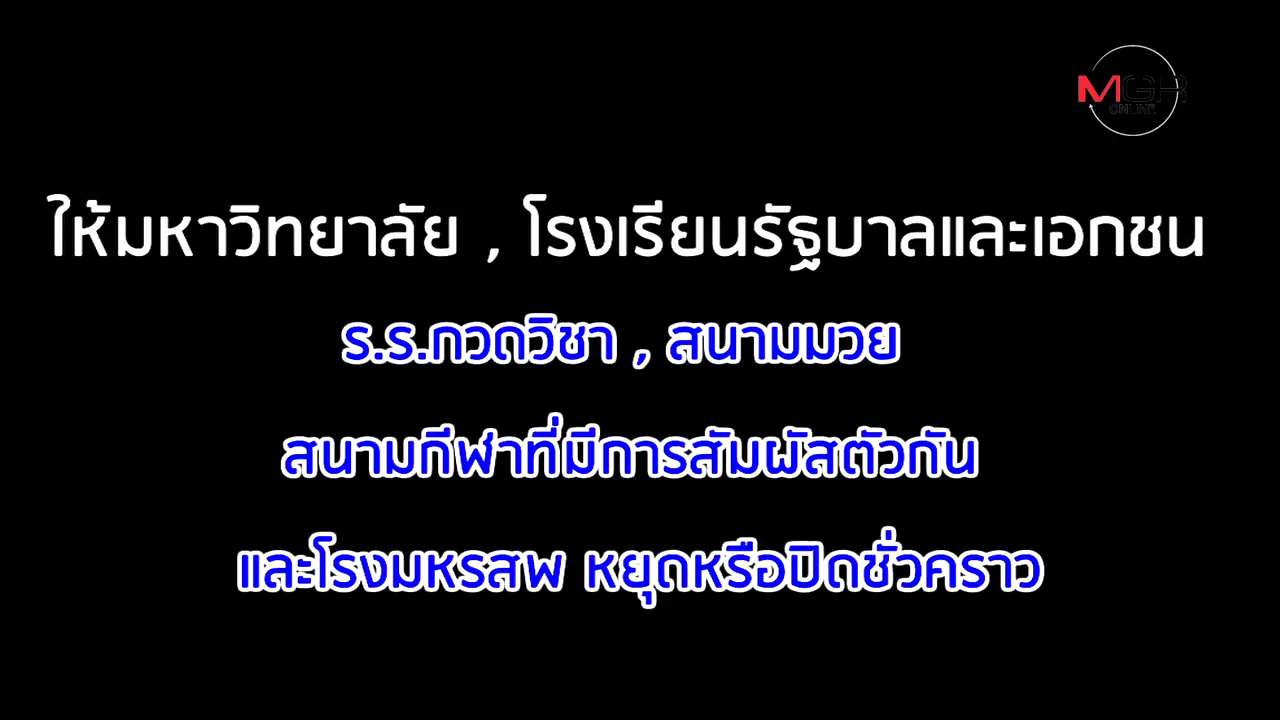 MGR
ONLINE
ให้มหาวิทยาลัย , โรงเรียนรัฐบาลและเอกชน
ร.ร.กวดวิชา , สนามมวย
สนามกีฬาที่มีการสัมผัสตัวกัน
และโรงมหรสพ หยุดหรือปิดชั่วคราว